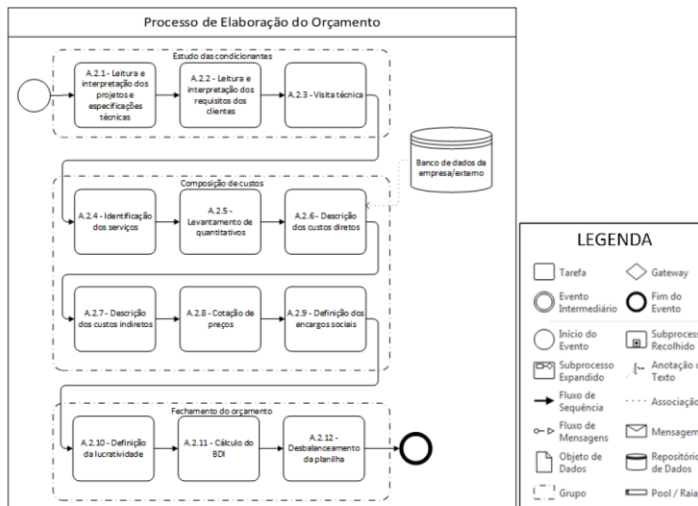 Processo de Elaboração do Orçamento
Estudo das condicionantes
A.2.1 - Leitura e
interpretação dos
projetos e
especificações
técnicas
A.2.2 - Leitura e
interpretação dos
requisitos dos
clientes
A.2.3 - Visita técnica
Banco de dados da
empresa/externo
Composição de custos
A.2.4 - Identificação
dos serviços
A.2.5 -
Levantamento de
quantitativos
A.2.6 - Descrição
dos custos diretos
A.2.7 - Descrição
dos custos indiretos
A.2.8 - Cotação de
preços
A.2.9 - Definição dos
encargos sociais
Fechamento do orçamento
A.2.10 - Definição
da lucratividade
A.2.11 - Cálculo do
BDI
A.2.12 -
Desbalanceamento da
planilha
LEGENDA
Tarefa
Gateway
Evento
Intermediário
Fim do
Evento
Início do
Evento
Subprocess
Recolhido
Subprocesso
Expandido
Anotação d
Texto
Fluxo de
Sequência
Associação
Fluxo de
Mensagens
Mensagem
Objeto de
Dados
Repositório
de Dados
Grupo
Pool / Raia